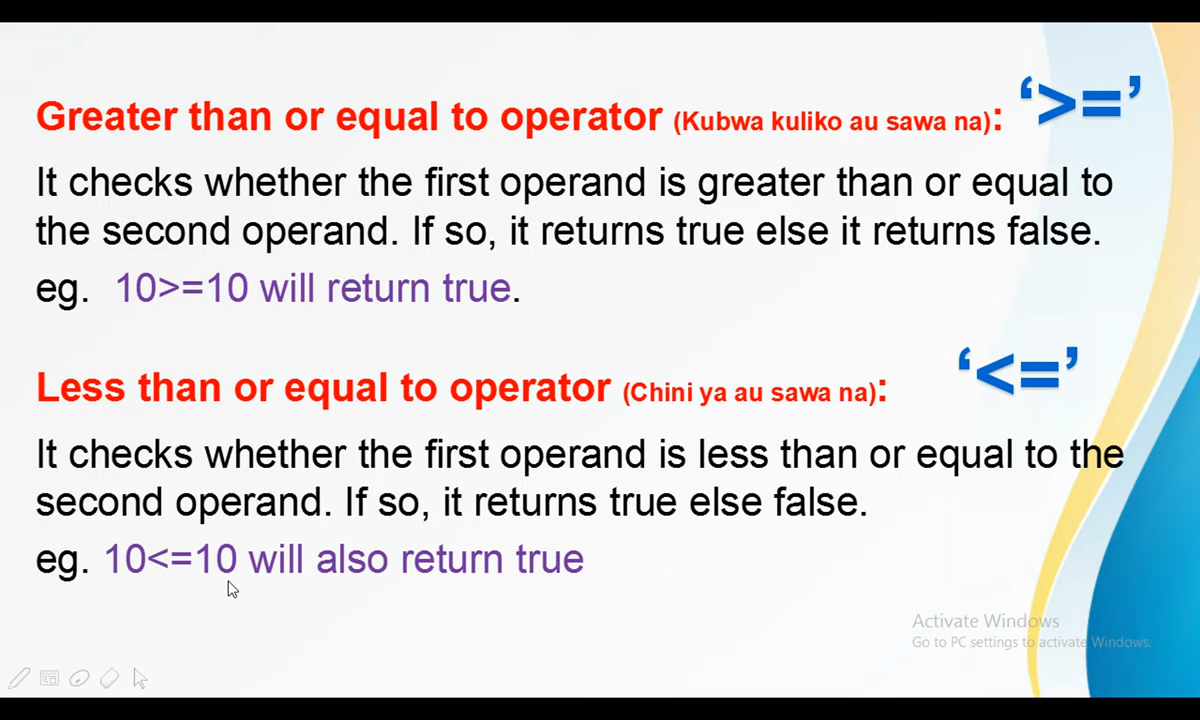 Greater than or equal to operator (Kubwa kuliko au sawa na): ‘>=’
It checks whether the first operand is greater than or equal to
the second operand. If so, it returns true else it returns false.
eg. 10>=10 will return true.
Less than or equal to operator (Chini ya au sawa na): ‘<=’
It checks whether the first operand is less than or equal to the
second operand. If so, it returns true else false.
eg. 10<=10 will also return true
Activate Windows
Go to PC settings to activate Windows.